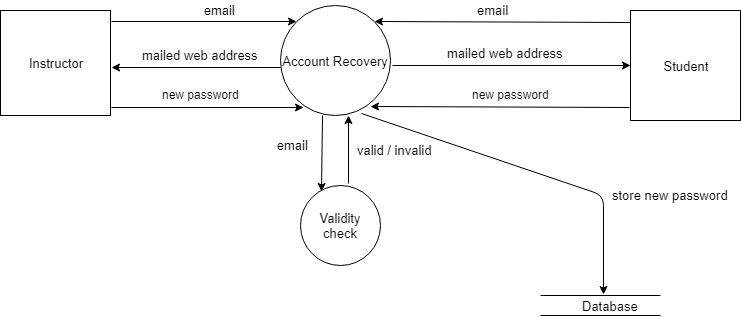 email
email
mailed web address
mailed web address
Instructor
Account Recovery
Student
new password
new password
email
valid / invalid
store new password
Validity
check
Database